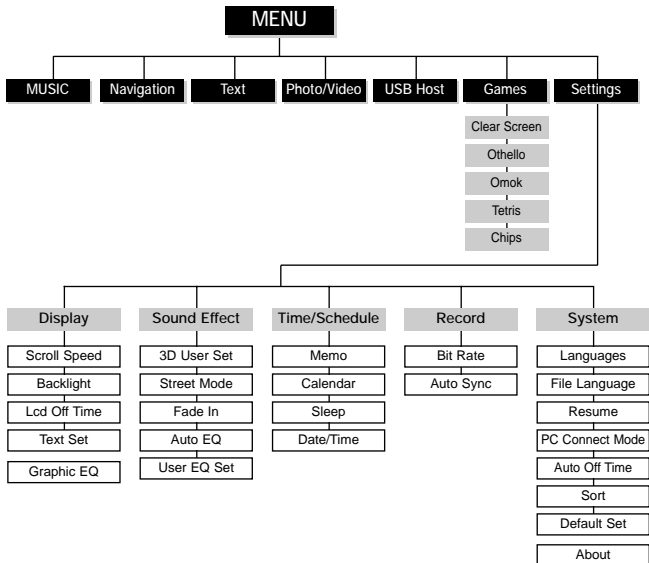 MENU
MUSIC
Navigation
Text
Photo/Video
USB Host
Games
Settings
Clear Screen
Othello
Omok
Tetris
Chips
Display
Scroll Speed
Backlight
Lcd Off Time
Text Set
Graphic EQ
Sound Effect
3D User Set
Street Mode
Fade In
Auto EQ
User EQ Set
Time/Schedule
Memo
Calendar
Sleep
Date/Time
Record
Bit Rate
Auto Sync
System
Languages
File Language
Resume
PC Connect Mode
Auto Off Time
Sort
Default Set
About